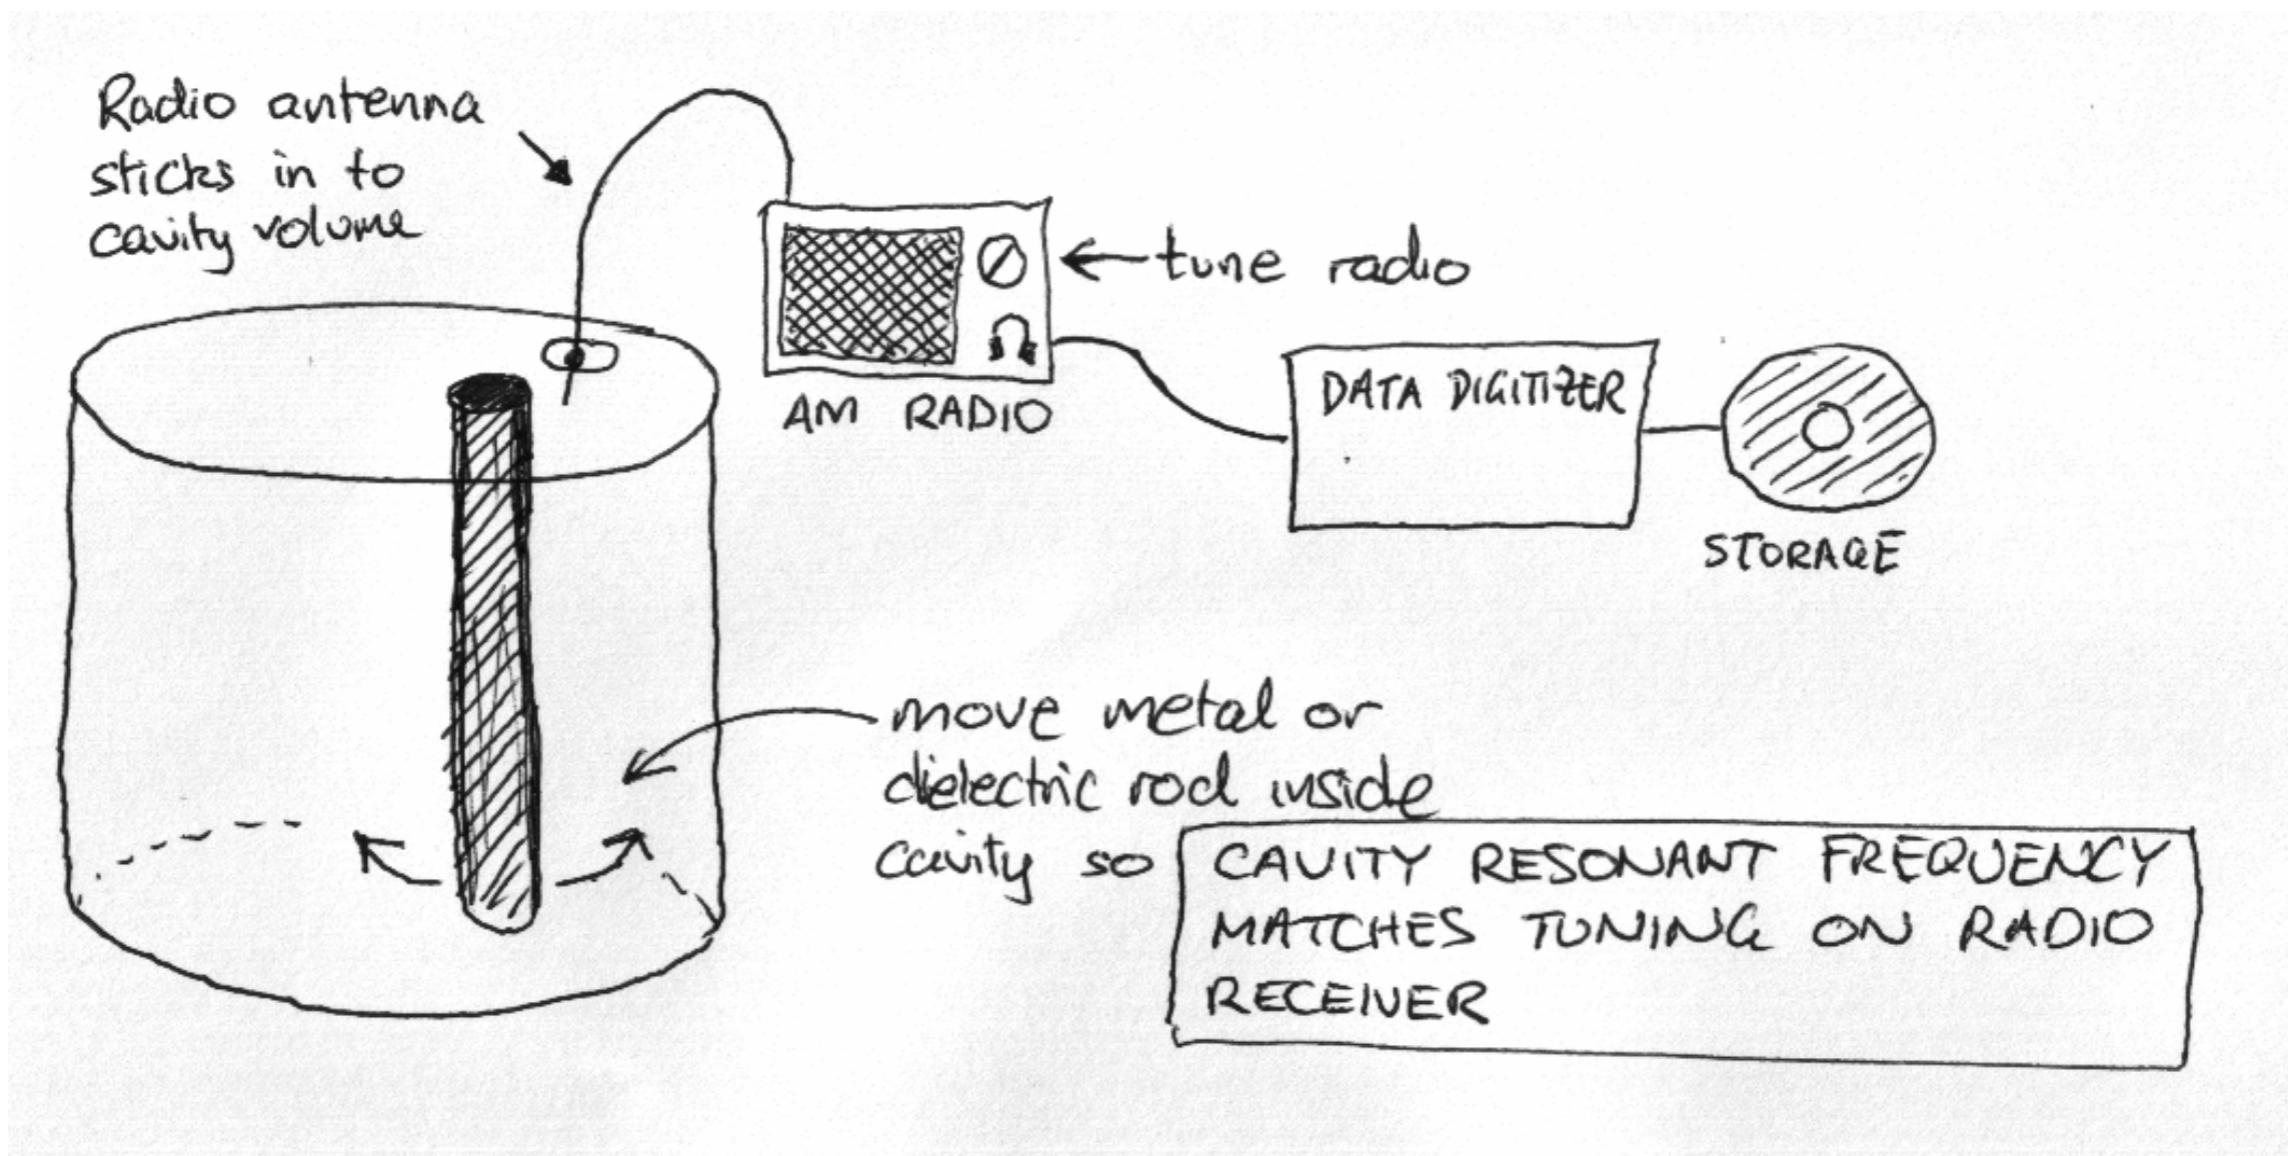 Radio antenna
sticks in to
cavity volume
tune radio
AM RADIO
DATA DIGITIZER
STORAGE
move metal or
dielectric rod inside
cavity so
CAVITY RESONANT FREQUENCY
MATCHES TUNING ON RADIO
RECEIVER